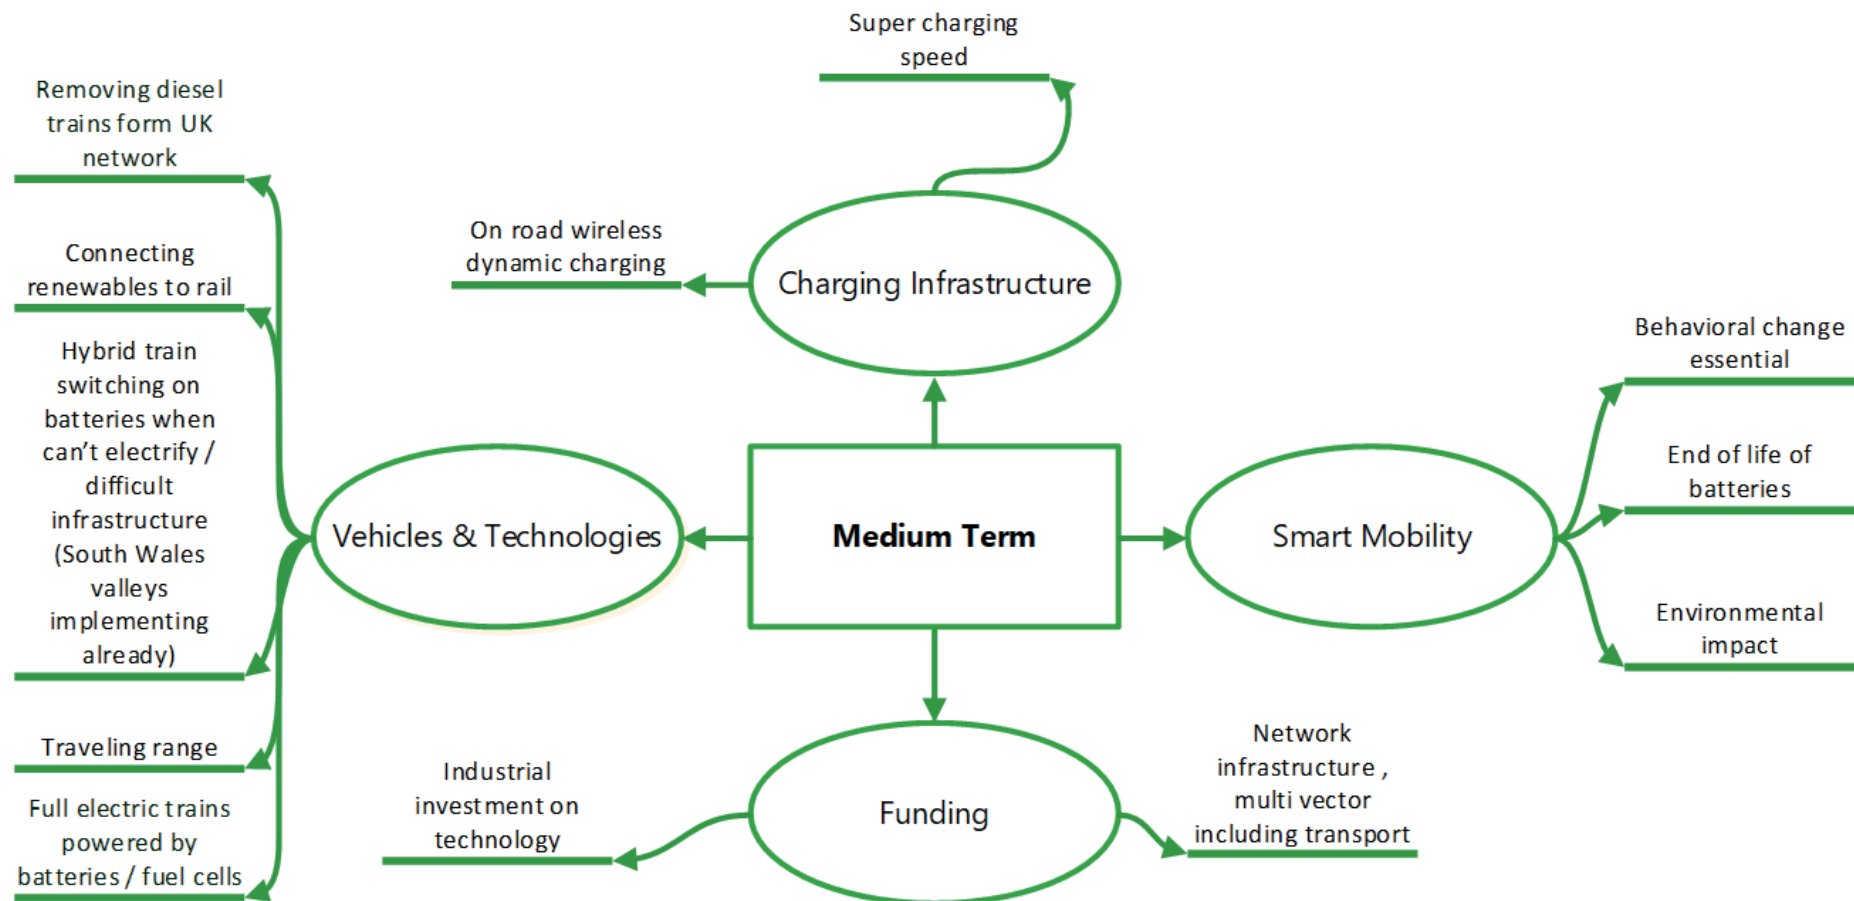 Super charging
speed
Removing diesel
trains form UK
network
On road wireless
dynamic charging
Connecting
renewables to rail
Charging Infrastructure
Behavioral change
essential
Hybrid train
switching on
batteries when
can’t electrify /
difficult
infrastructure
(South Wales
valleys
implementing
already)
End of life of
batteries
Vehicles & Technologies
Medium Term
Smart Mobility
Environmental
impact
Traveling range
Industrial
investment on
technology
Funding
Network
infrastructure ,
multi vector
including transport
Full electric trains
powered by
batteries / fuel cells